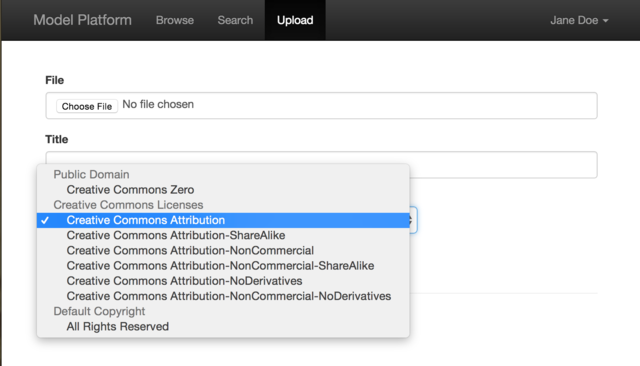 Model Platform Browse Search Upload Jane Doe
File
Choose File No file chosen
Title
Public Domain
Creative Commons Zero
Creative Commons Licenses
✓ Creative Commons Attribution
Creative Commons Attribution-ShareAlike
Creative Commons Attribution-NonCommercial
Creative Commons Attribution-NonCommercial-ShareAlike
Creative Commons Attribution-NoDerivatives
Creative Commons Attribution-NonCommercial-NoDerivatives
Default Copyright
All Rights Reserved